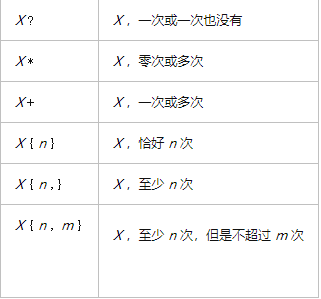 X? X，一次或一次也没有
X* X，零次或多次
X+ X，一次或多次
X{n} X，恰好 n 次
X{n,} X，至少 n 次
X{n，m} X，至少 n 次，但是不超过 m 次